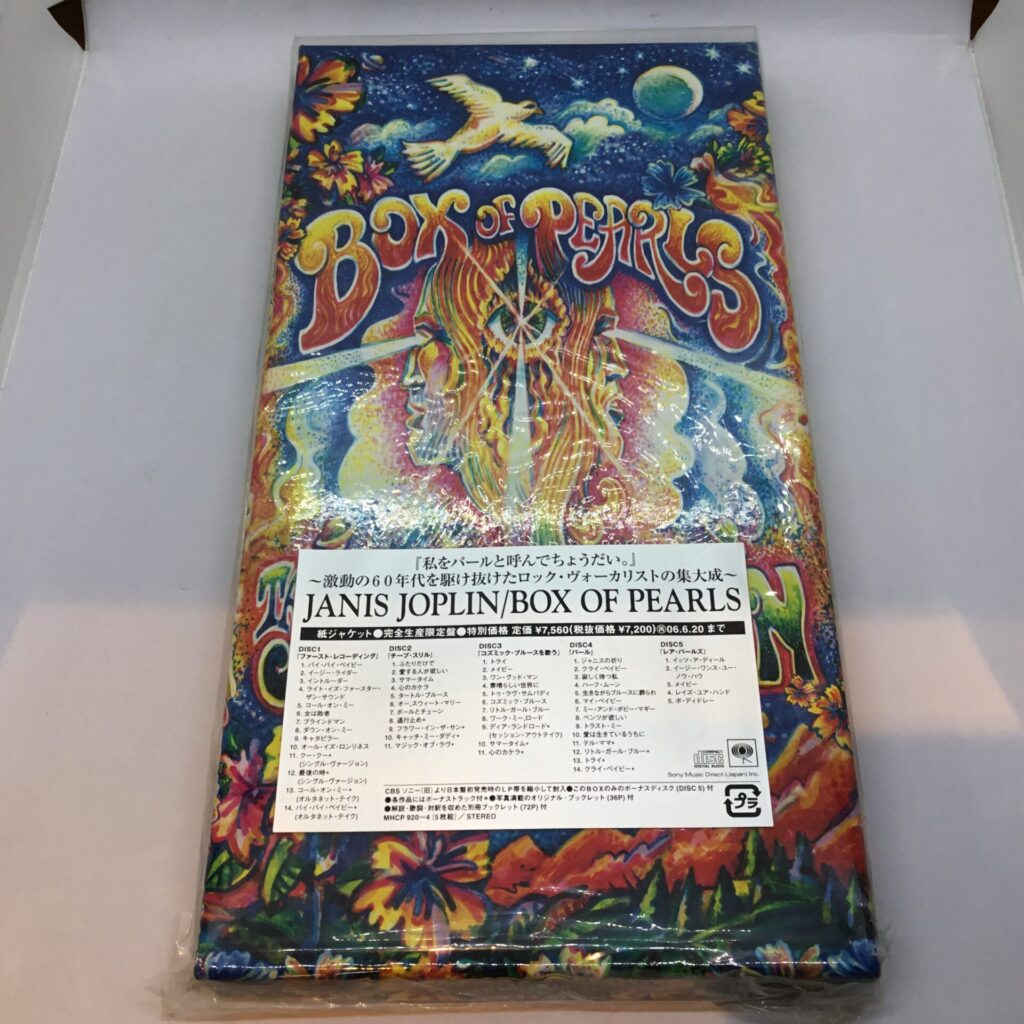 BOX OF PEARLS
『私をパールと呼んでちょうだい。』
～激動の60年代を駆け抜けたロック・ヴォーカリストの集大成～
JANIS JOPLIN/BOX OF PEARLS
紙ジャケット●完全生産限定盤●特別価格 定価 ¥7,560(税抜価格 ¥7,200)㊢06.6.20 まで
DISC1
「ファースト・レコーディング」
1. バイ・バイ・ベイビー
2. イージー・ライダー
3. イントルーダー
4. ライト・イズ・ファースター・
ザン・サウンド
5. コール・オン・ミー
6. 女は敗者
7. ブラインドマン
8. ダウン・オン・ミー
9. キャタピラー
10. オール・イズ・ロンリネス
11. クー・クー*
(シングル・ヴァージョン)
12. 最後の時*
(シングル・ヴァージョン)
13. コール・オン・ミー*
(オルタネット・テイク)
14. バイ・バイ・ベイビー*
(オルタネット・テイク)
DISC2
「チープ・スリル」
1. ふたりだけで
2. 愛する人が欲しい
3. サマータイム
4. 心のカケラ
5. タートル・ブルース
6. オー、スウィート・マリー
7. ボールとチェーン
8. 通行止め*
9. フラワー・イン・ザ・サン*
10. キャッチ・ミー・ダディ*
11. マジック・オブ・ラヴ*
DISC3
「コズミック・ブルースを歌う」
1. トライ
2. メイビー
3. ワン・グッド・マン
4. 素晴らしい世界に
5. トゥ・ラヴ・サムバディ
6. コズミック・ブルース
7. リトル・ガール・ブルー
8. ワーク・ミー、ロード
9. ディア・ランドロード*
(セッション・アウトテイク)
10. サマータイム*
11. 心のカケラ*
DISC4
「パール」
1. ジャニスの祈り
2. クライ・ベイビー
3. 寂しく待つ私
4. ハーフ・ムーン
5. 生きながらブルースに葬られ
6. マイ・ベイビー
7. ミー・アンド・ボビー・マギー
8. ベンツが欲しい
9. トラスト・ミー
10. 愛は生きているうちに
11. テル・ママ*
12. リトル・ガール・ブルー*
13. トライ*
14. クライ・ベイビー*
DISC5
「レア・パールズ」
1. イッツ・ア・ディール
2. イージー・ワンス・ユー・
ノウ・ハウ
3. メイビー
4. レイズ・ユア・ハンド
5. ボ・ディドレー
COMPACT
disc
DIGITAL AUDIO
Sony Music Direct (Japan) Inc.
CBS ソニー(旧)より日本盤初発売時のLP帯を縮小して封入●このBOXのみのボーナスディスク (DISC 5) 付
●各作品にはボーナストラック付*●写真満載のオリジナル・ブックレット (36P) 付
●解説・歌詞・対訳を収めた別冊ブックレット (72P) 付
MHCP 920～4 (5枚組)／STEREO
プラ